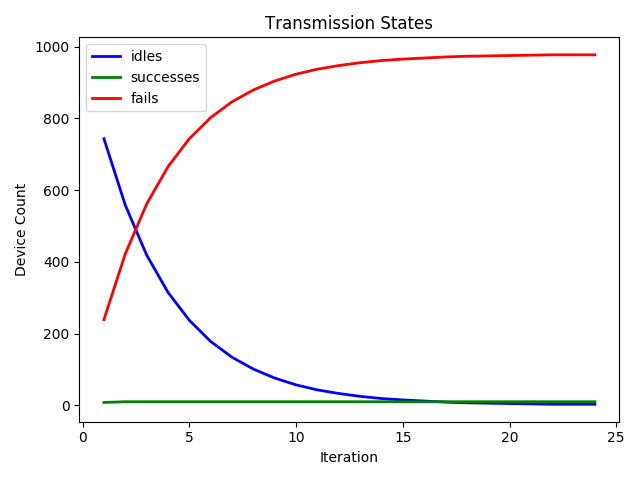 Transmission States
idles
successes
fails
Device Count
1000
800
600
400
200
0
0 5 10 15 20 25
Iteration